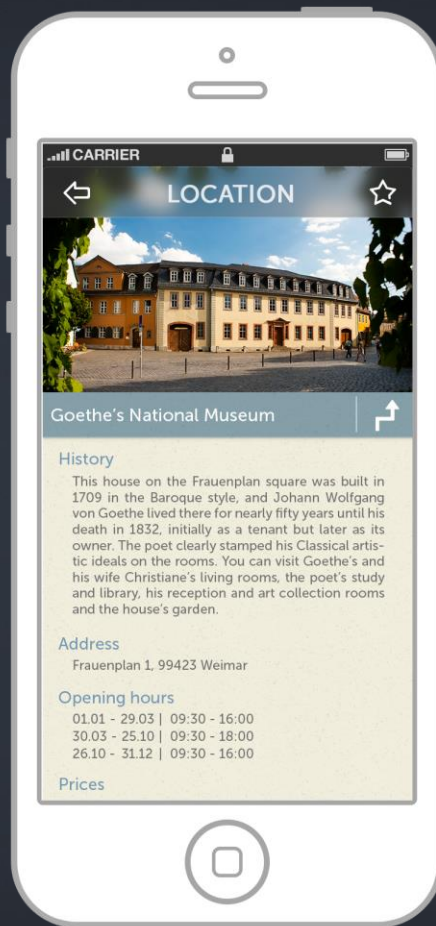 CARRIER
LOCATION
Goethe's National Museum
History
This house on the Frauenplan square was built in
1709 in the Baroque style, and Johann Wolfgang
von Goethe lived there for nearly fifty years until his
death in 1832, initially as a tenant but later as its
owner. The poet clearly stamped his Classical artis-
tic ideals on the rooms. You can visit Goethe's and
his wife Christiane's living rooms, the poet's study
and library, his reception and art collection rooms
and the house's garden.
Address
Frauenplan 1, 99423 Weimar
Opening hours
01.01 - 29.03 | 09:30 - 16:00
30.03 - 25.10 | 09:30 - 18:00
26.10 - 31.12 | 09:30 - 16:00
Prices